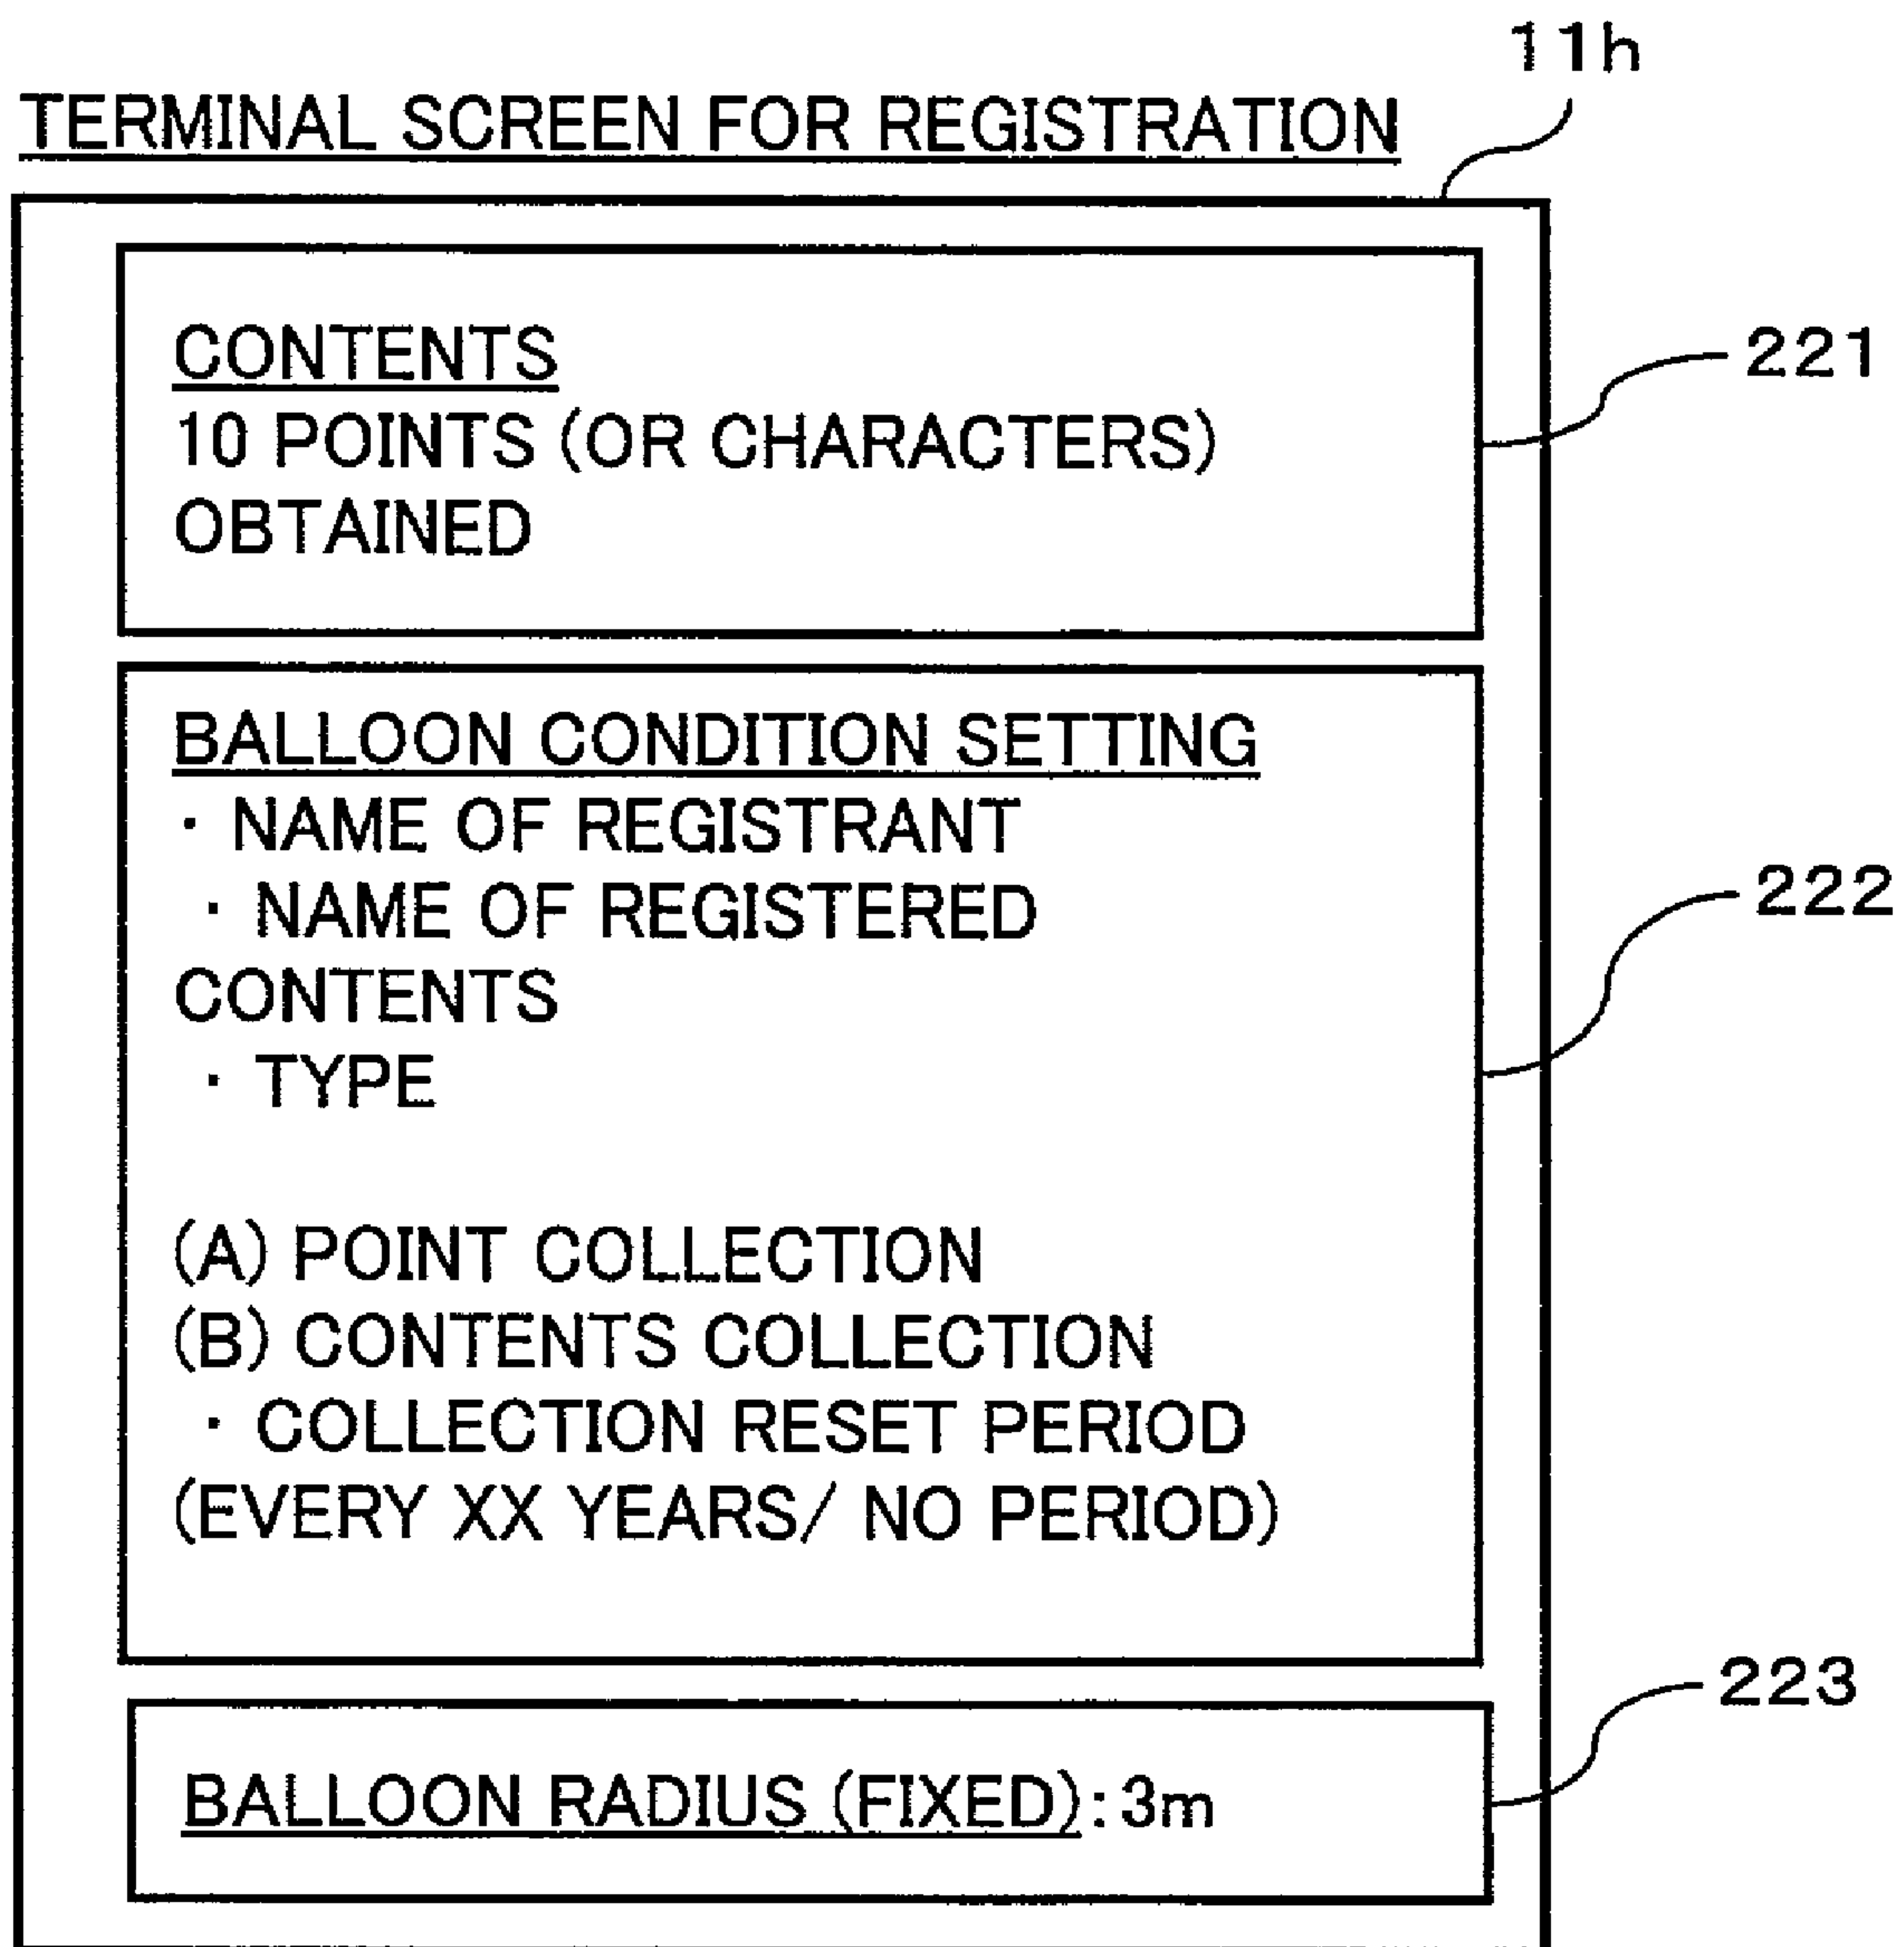 11h
TERMINAL SCREEN FOR REGISTRATION
CONTENTS
10 POINTS (OR CHARACTERS)
OBTAINED
221
BALLOON CONDITION SETTING
・NAME OF REGISTRANT
・NAME OF REGISTERED
CONTENTS
・TYPE
222
(A) POINT COLLECTION
(B) CONTENTS COLLECTION
・COLLECTION RESET PERIOD
(EVERY XX YEARS/ NO PERIOD)
223
BALLOON RADIUS (FIXED):3m